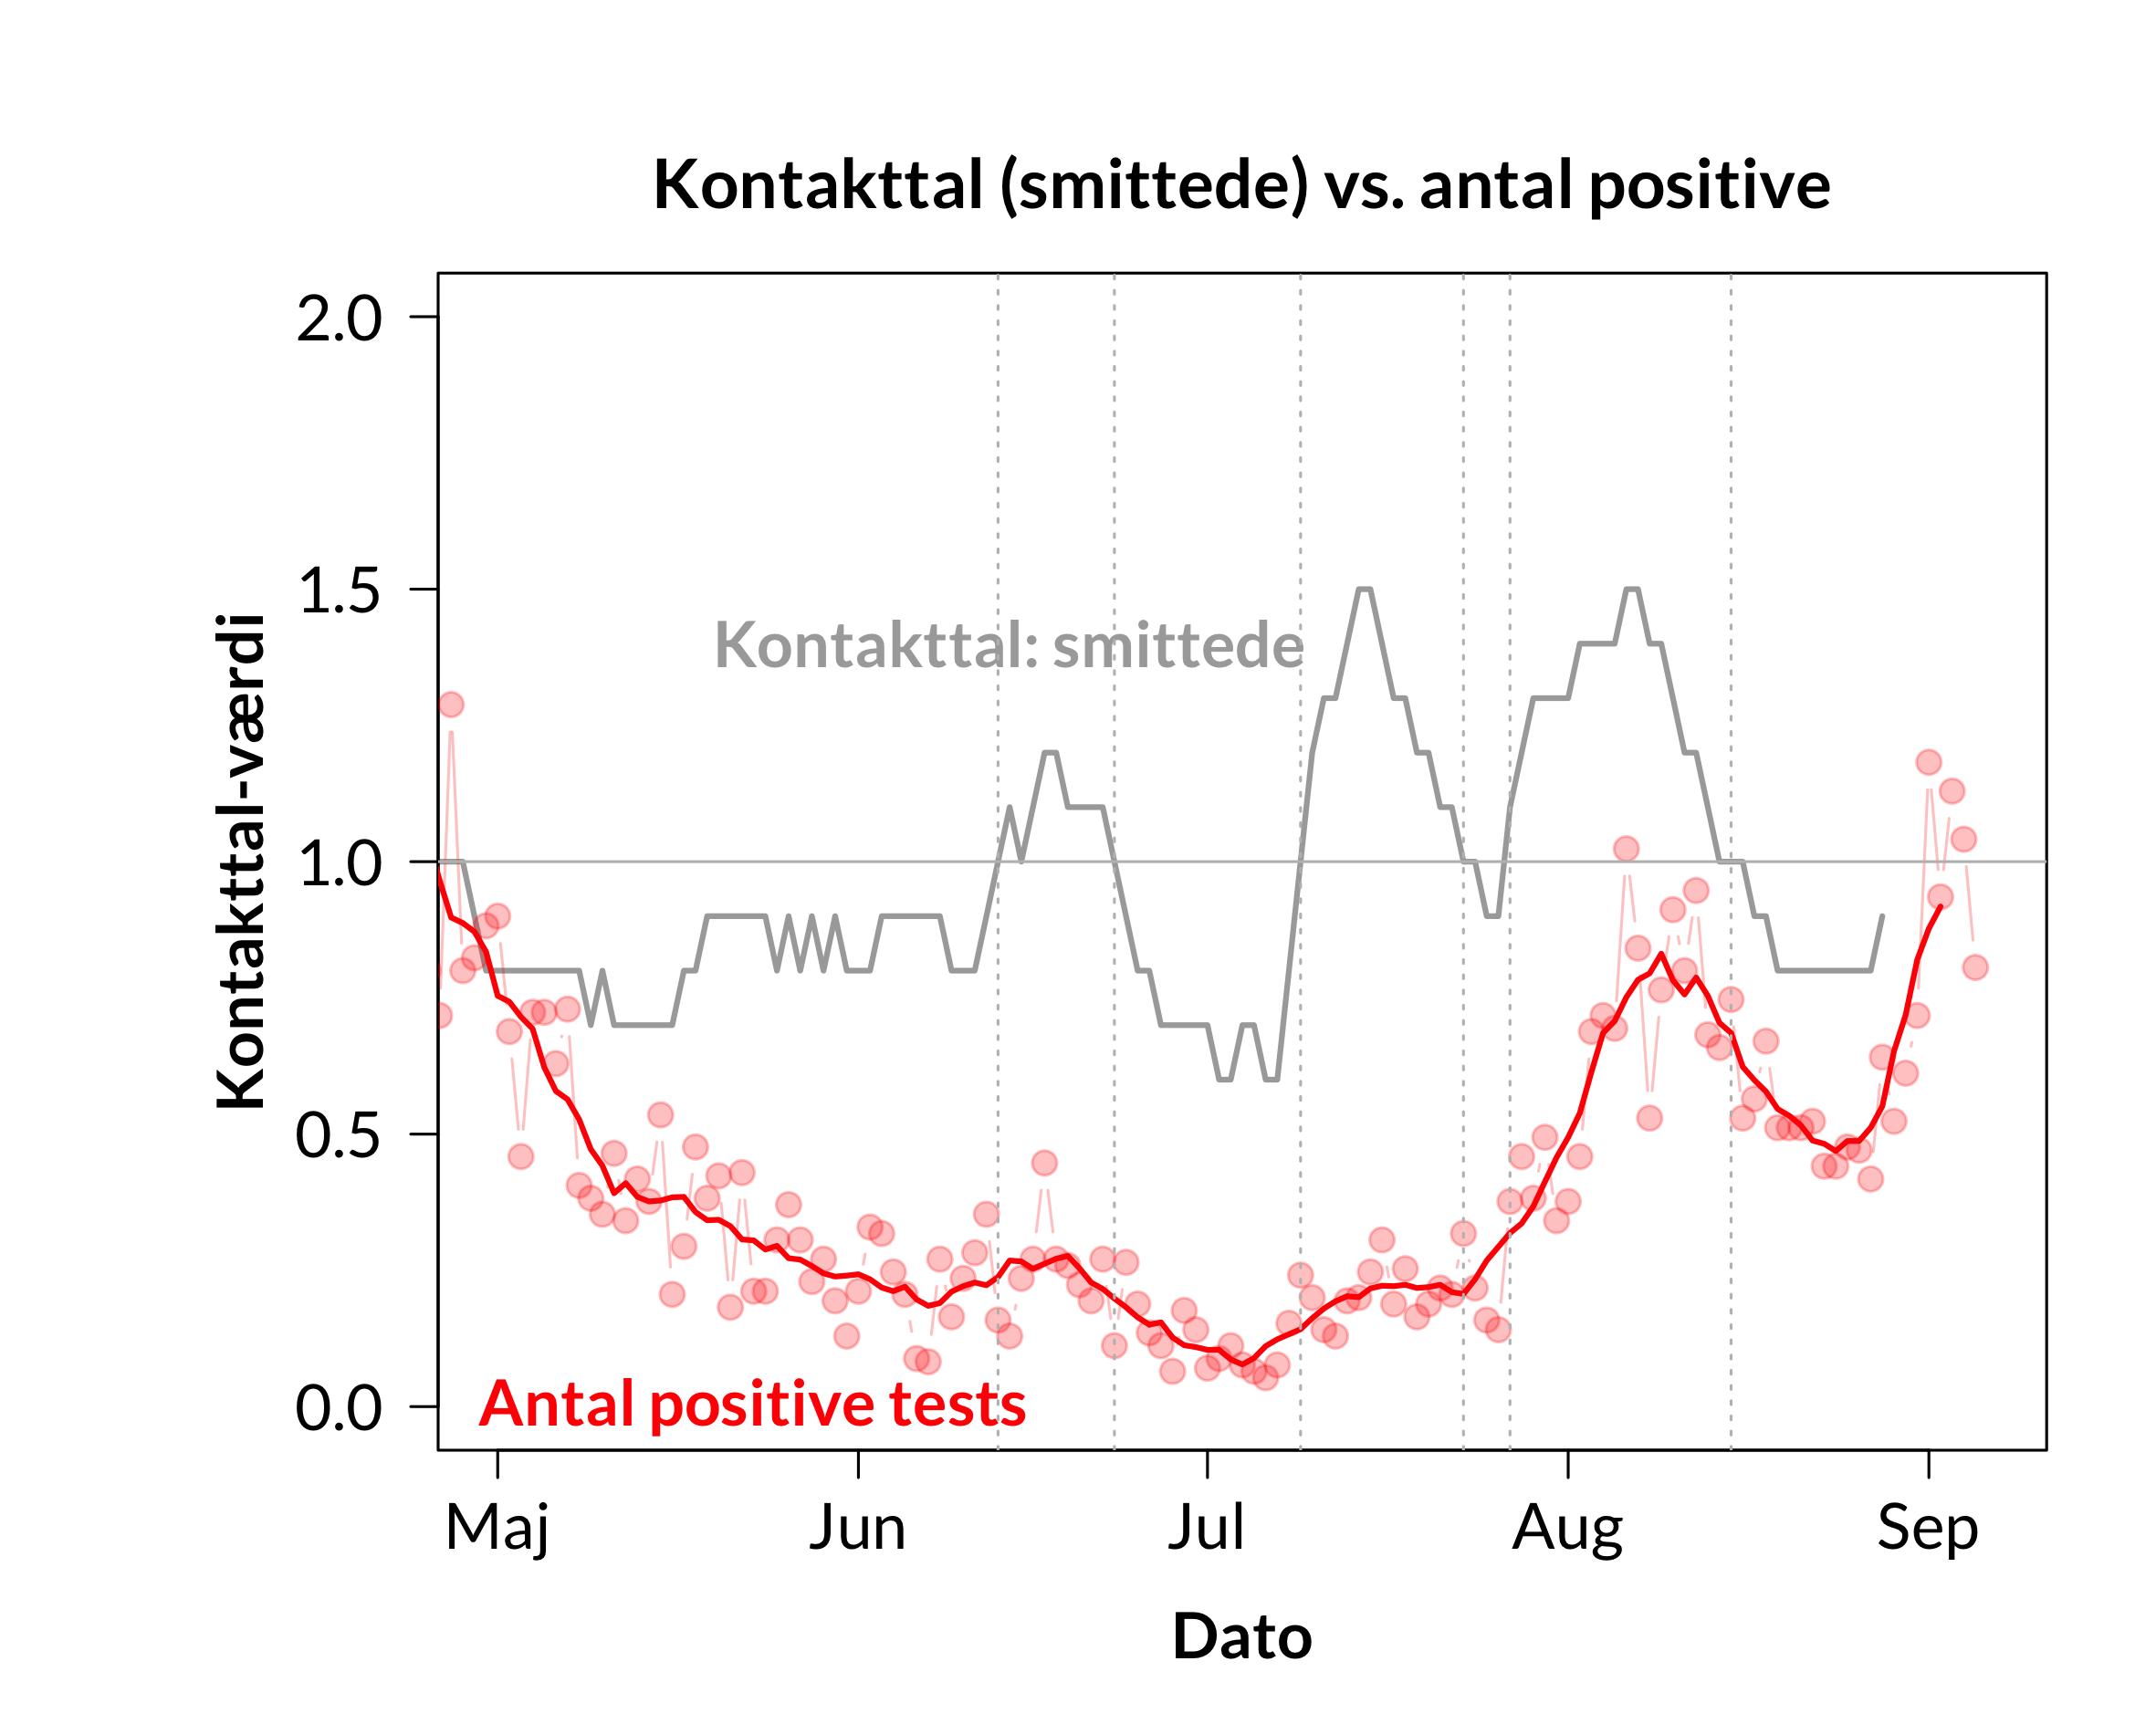 Kontakttal (smittede) vs. antal positive
Kontakttal-værdi
2.0
1.5
1.0
0.5
0.0
Kontakttal: smittede
Antal positive tests
Maj Jun Jul Aug Sep
Dato